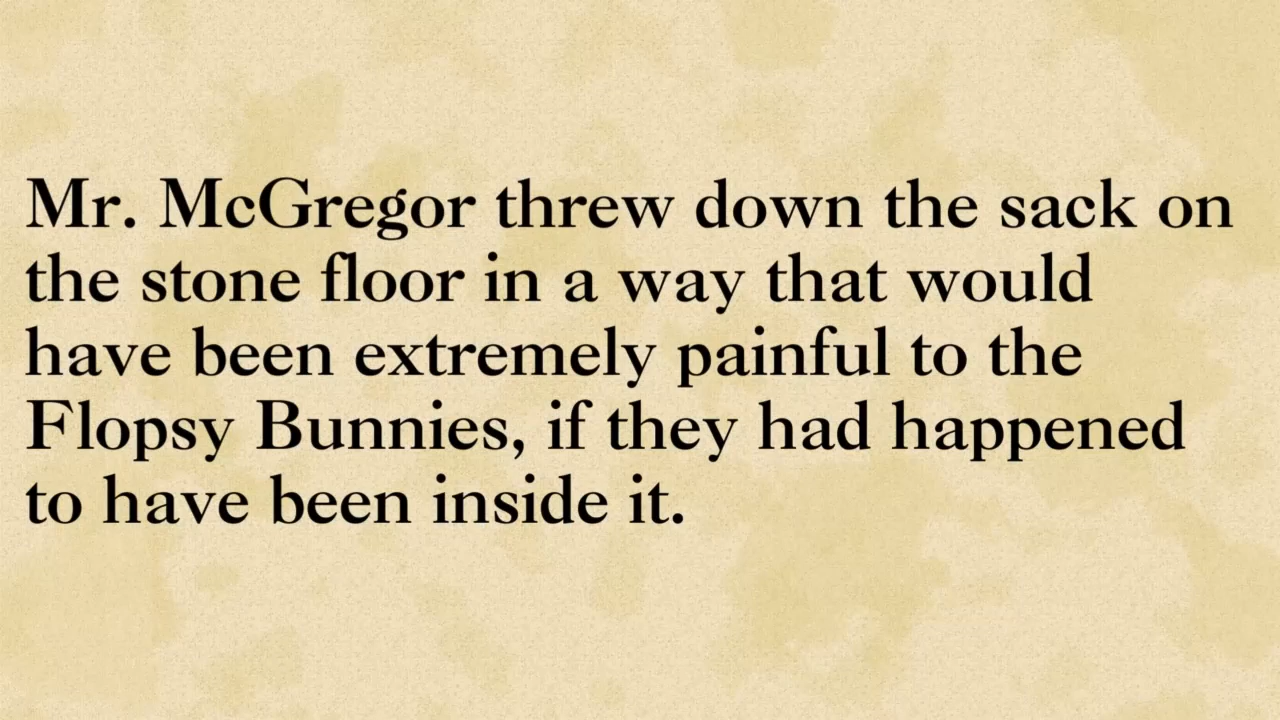 Mr. McGregor threw down the sack on
the stone floor in a way that would
have been extremely painful to the
Flopsy Bunnies, if they had happened
to have been inside it.